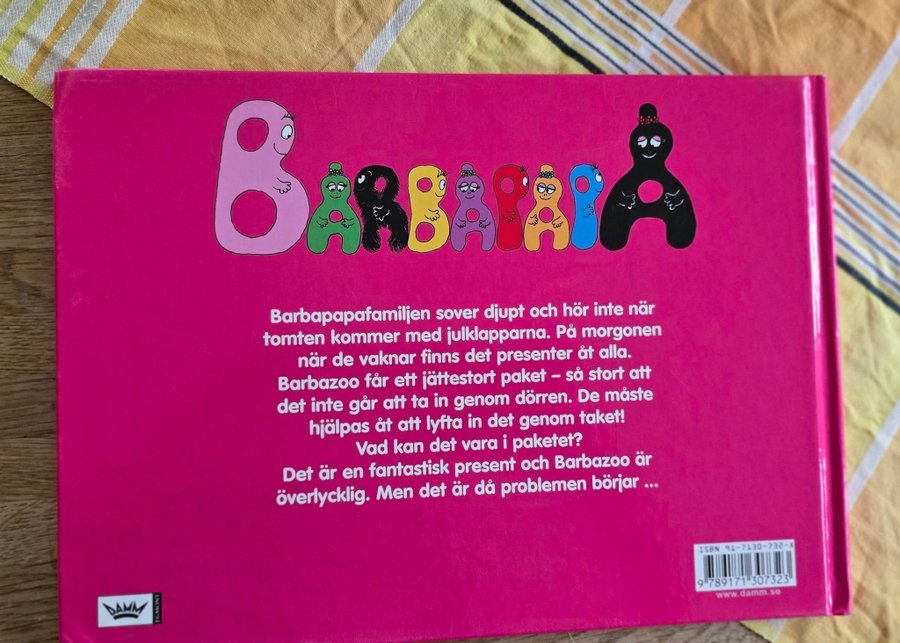 BARBAPAPA
Barbapapafamiljen sover djupt och hör inte när
tomten kommer med julklapparna. På morgonen
när de vaknar finns det presenter åt alla.
Barbazoo får ett jättestort paket – så stort att
det inte går att ta in genom dörren. De måste
hjälpas åt att lyfta in det genom taket!
Vad kan det vara i paketet?
Det är en fantastisk present och Barbazoo är
överlycklig. Men det är då problemen börjar ...
ISBN 91-7130-732-X
9 789171 307323
www.damm.se
DAMM
EGMONT